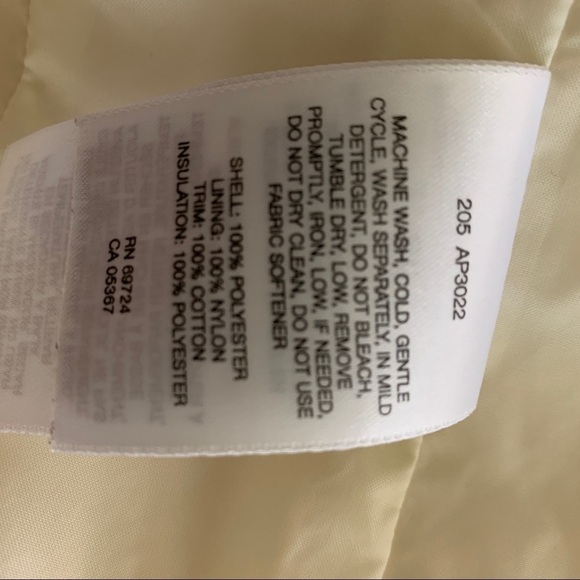 205 AP3022
MACHINE WASH, COLD, GENTLE
CYCLE, WASH SEPARATELY, IN MILD
DETERGENT, DO NOT BLEACH,
TUMBLE DRY, LOW, REMOVE
PROMPTLY, IRON, LOW, IF NEEDED,
DO NOT DRY CLEAN, DO NOT USE
FABRIC SOFTENER
SHELL: 100% POLYESTER
LINING: 100% NYLON
TRIM: 100% COTTON
INSULATION: 100% POLYESTER
RN 69724
CA 05367